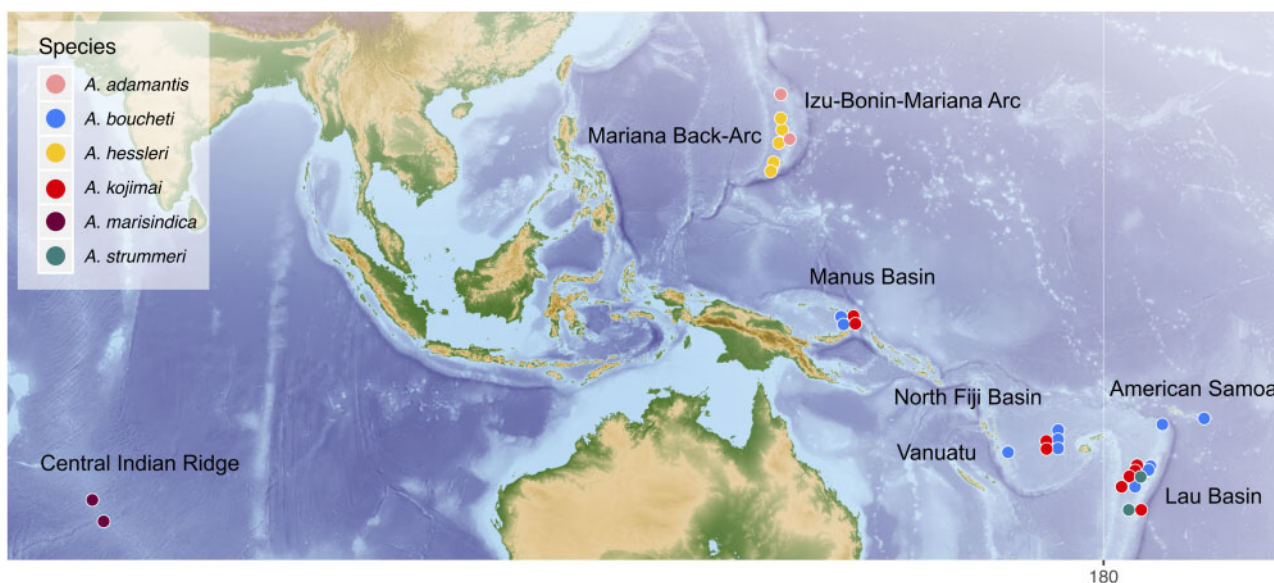 Species
A. adamantis
A. boucheti
A. hessleri
A. kojimai
A. marisindica
A. strummeri
Izu-Bonin-Mariana Arc
Mariana Back-Arc
Manus Basin
North Fiji Basin
American Samoa
Vanuatu
Central Indian Ridge
Lau Basin
180